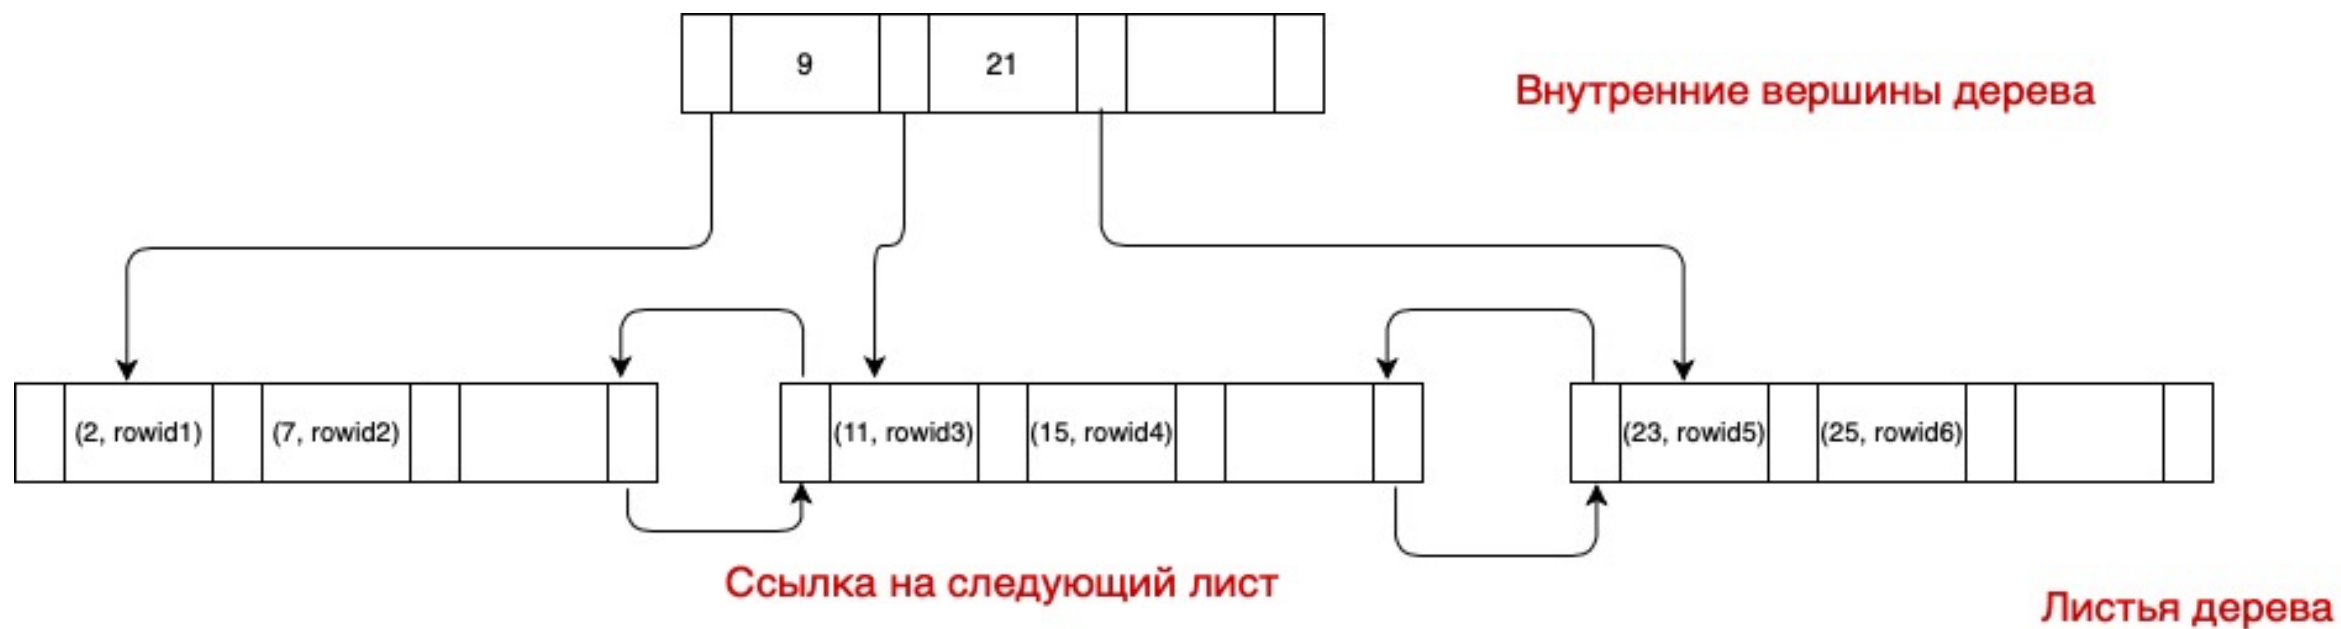 9
21
Внутренние вершины дерева
(2, rowid1)
(7, rowid2)
(11, rowid3)
(15, rowid4)
(23, rowid5)
(25, rowid6)
Ссылка на следующий лист
Листья дерева